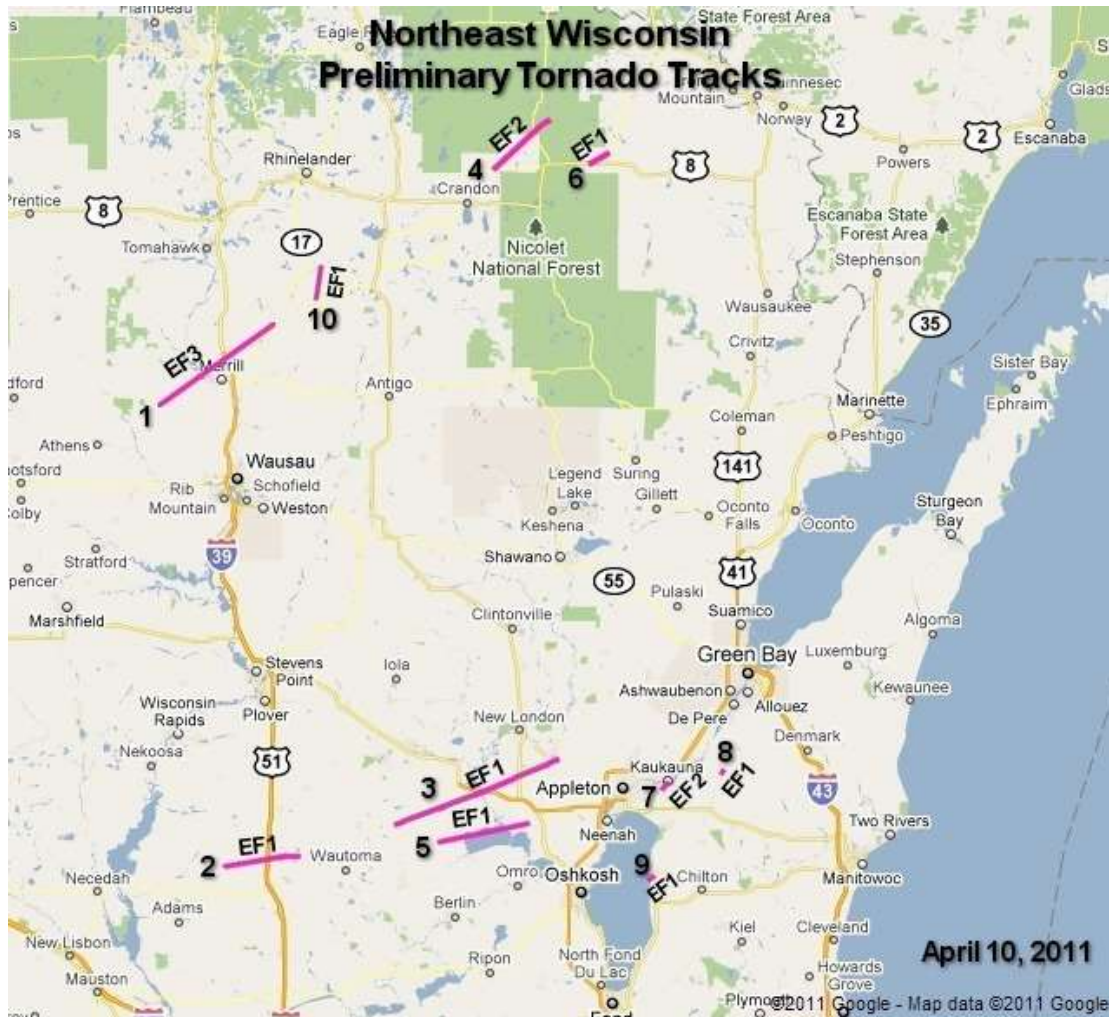 Northeast Wisconsin
Preliminary Tornado Tracks
Flambeau
State Forest Area
Mountain
Norway
Glads
2
2
Escanaba
Rhinelander
4
EF2
EF1
6
8
Powers
Crandon
Prentice
8
Tomahawk
17
Nicolet
National Forest
Escanaba State
Forest Area
Stephenson
EF1
10
Wausaukee
35
EF3
Merrill
1
Crivitz
Sister Bay
Ephraim
Antigo
Marinette
Coleman
Peshtigo
Athens
Wausau
Schofield
Rib
Mountain
Weston
Legend
Lake
Suring
Gillett
141
Keshena
Oconto
Falls
Oconto
Sturgeon
Bay
Colby
39
Stratford
Shawano
55
41
Spencer
Marshfield
Pulaski
Suamico
Clintonville
Algoma
Green Bay
Luxemburg
Stevens
Point
Iola
Ashwaubenon
Allouez
Kewaunee
Plover
Wisconsin
Rapids
De Pere
New London
Denmark
Nekoosa
51
3
EF1
Appleton
Kaukauna
7
EF2
8
EF1
43
5
EF1
Neenah
Two Rivers
2
EF1
Wautoma
Omro
Oshkosh
9
EF1
Chilton
Manitowoc
Necedah
Adams
Berlin
Kiel
Cleveland
New Lisbon
Mauston
Ripon
North Fond
Du Lac
April 10, 2011
Howards
Grove
Plymouth
©2011 Google - Map data ©2011 Google